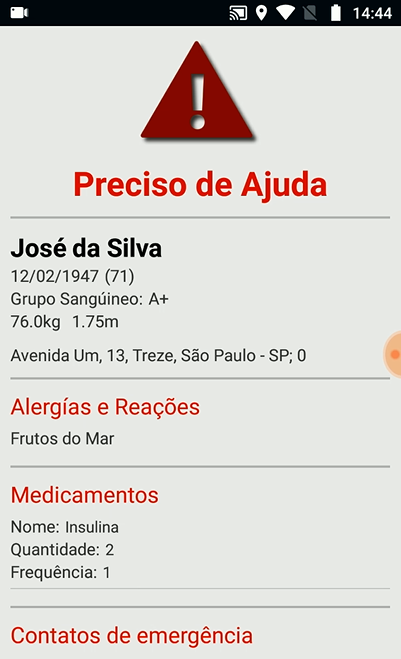 14:44
!
Preciso de Ajuda
José da Silva
12/02/1947 (71)
Grupo Sangúineo: A+
76.0kg 1.75m
Avenida Um, 13, Treze, São Paulo - SP; 0
Alergías e Reações
Frutos do Mar
Medicamentos
Nome: Insulina
Quantidade: 2
Frequência: 1
Contatos de emergência